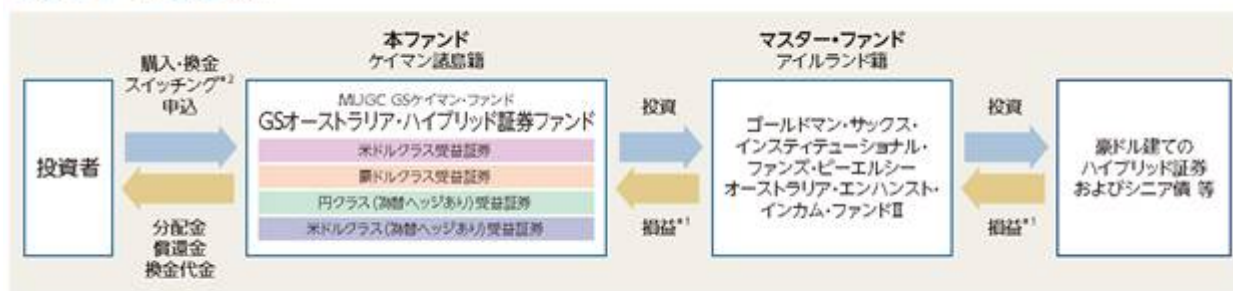 投資者
購入・換金
スイッチング*2
申込
分配金
償還金
換金代金
本ファンド
ケイマン諸島籍
MUGC GSケイマン・ファンド
GSオーストラリア・ハイブリッド証券ファンド
米ドルクラス受益証券
豪ドルクラス受益証券
円クラス(為替ヘッジあり)受益証券
米ドルクラス(為替ヘッジあり)受益証券
投資
損益*1
マスター・ファンド
アイルランド籍
ゴールドマン・サックス・
インスティテューショナル・
ファンズ・ピーエルシー
オーストラリア・エンハンスト・
インカム・ファンドⅡ
投資
損益*1
豪ドル建ての
ハイブリッド証券
およびシニア債 等